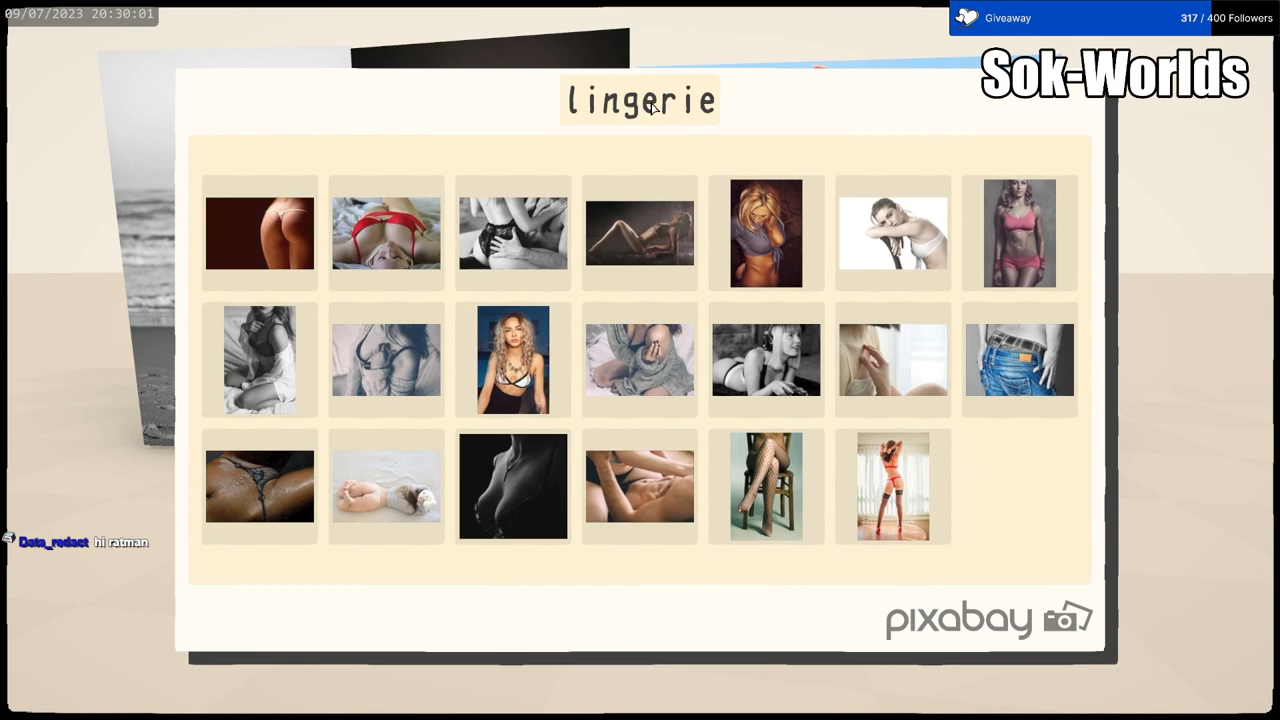 09/07/2023 20:30:01
Giveaway
317 / 400 Followers
Sok-Worlds
lingerie
Data_redact hi ratman
pixabay